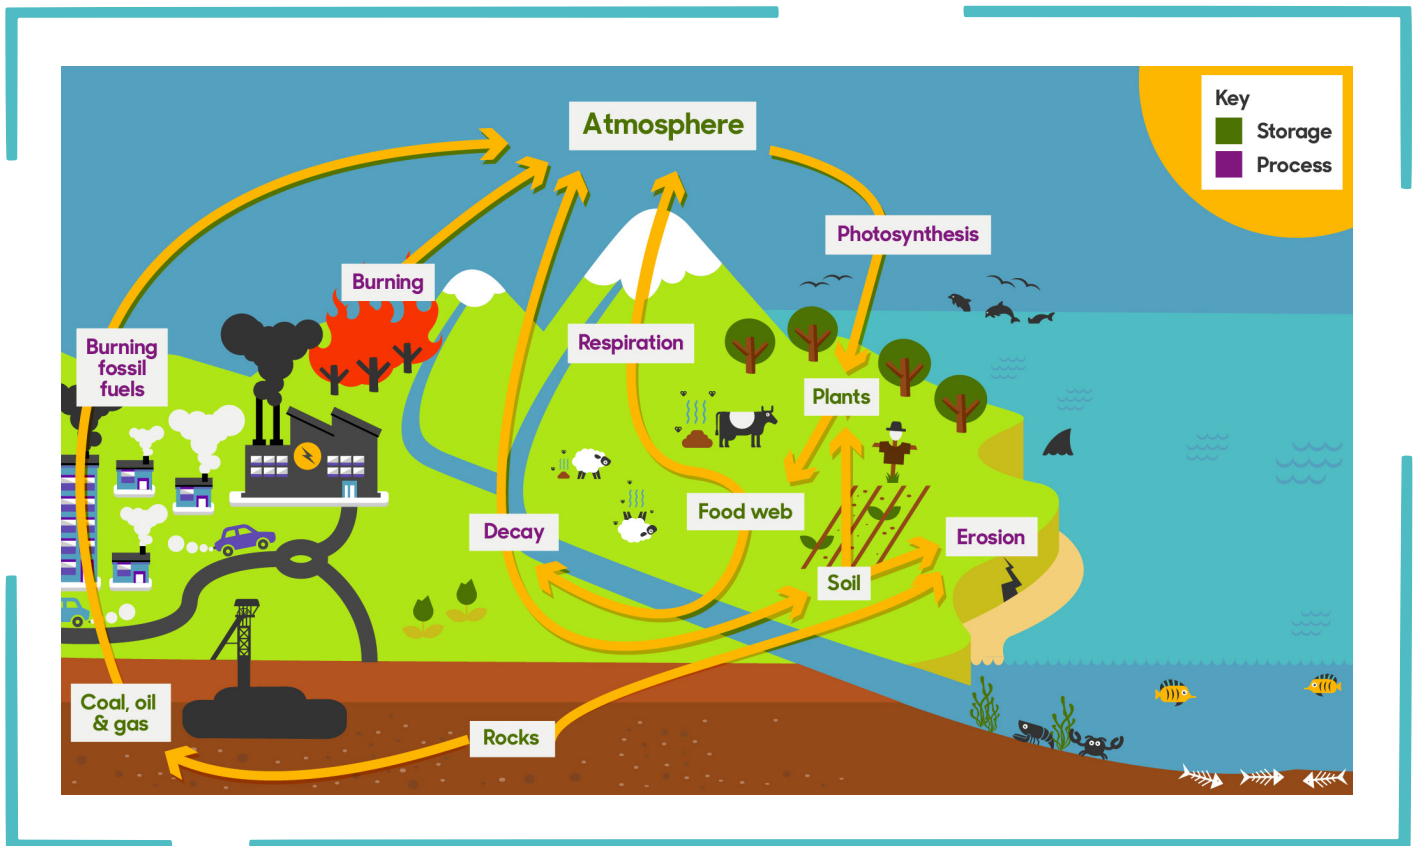 Atmosphere
Key
Storage
Process
Photosynthesis
Burning
Burning
fossil
fuels
Respiration
Plants
Food web
Decay
Erosion
Soil
Coal, oil
& gas
Rocks